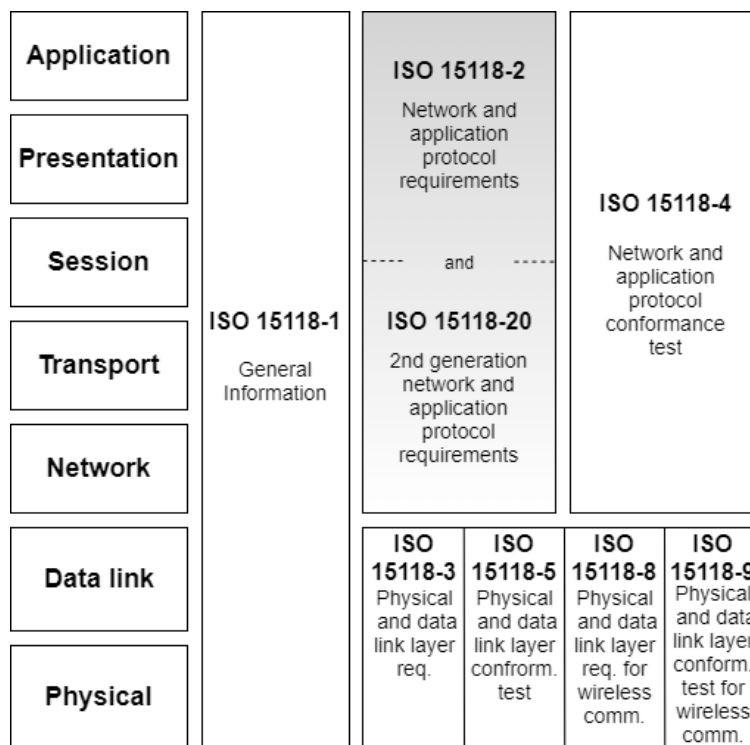 Application
Presentation
Session
Transport
Network
Data link
Physical
ISO 15118-1
General
Information
ISO 15118-2
Network and
application
protocol
requirements
and
ISO 15118-20
2nd generation
network and
application
protocol
requirements
ISO 15118-4
Network and
application
protocol
conformance
test
ISO
15118-3
Physical
and data
link layer
req.
ISO
15118-5
Physical
and data
link layer
confrorm.
test
ISO
15118-8
Physical
and data
link layer
req. for
wireless
comm.
ISO
15118-9
Physical
and data
link layer
conform.
test for
wireless
comm.